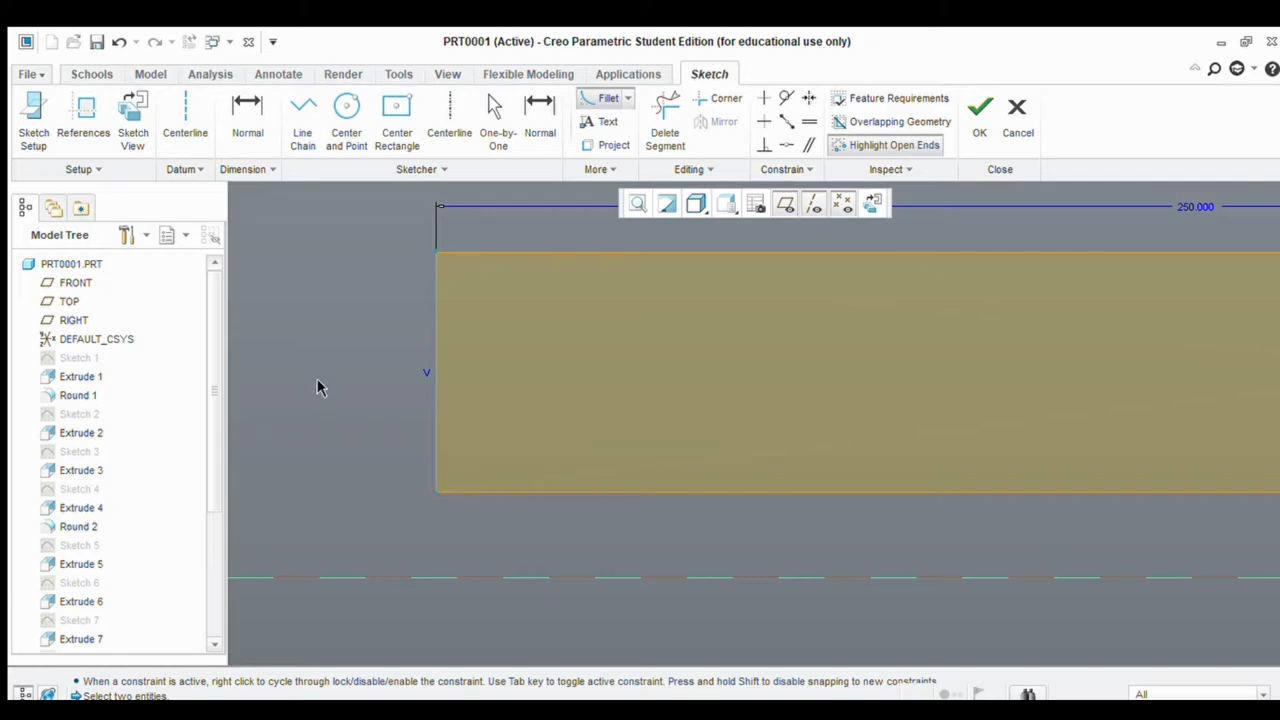 PRT0001 (Active) - Creo Parametric Student Edition (for educational use only)
File Schools Model Analysis Annotate Render Tools View Flexible Modeling Applications Sketch
Sketch Setup
References
Sketch View
Centerline
Normal
Line Chain
Center and Point
Center Rectangle
Centerline
One-by-One
Normal
Fillet
Text
Project
Delete Segment
Corner
Mirror
Feature Requirements
Overlapping Geometry
Highlight Open Ends
OK
Cancel
Setup Datum Dimension Sketcher More Editing Constrain Inspect Close
Model Tree
PRT0001.PRT
FRONT
TOP
RIGHT
DEFAULT_CSYS
Sketch 1
Extrude 1
Round 1
Sketch 2
Extrude 2
Sketch 3
Extrude 3
Sketch 4
Extrude 4
Round 2
Sketch 5
Extrude 5
Sketch 6
Extrude 6
Sketch 7
Extrude 7
250.000
V
• When a constraint is active, right click to cycle through lock/disable/enable the constraint. Use Tab key to toggle active constraint. Press and hold Shift to disable snapping to new constraints.
Select two entities.
All